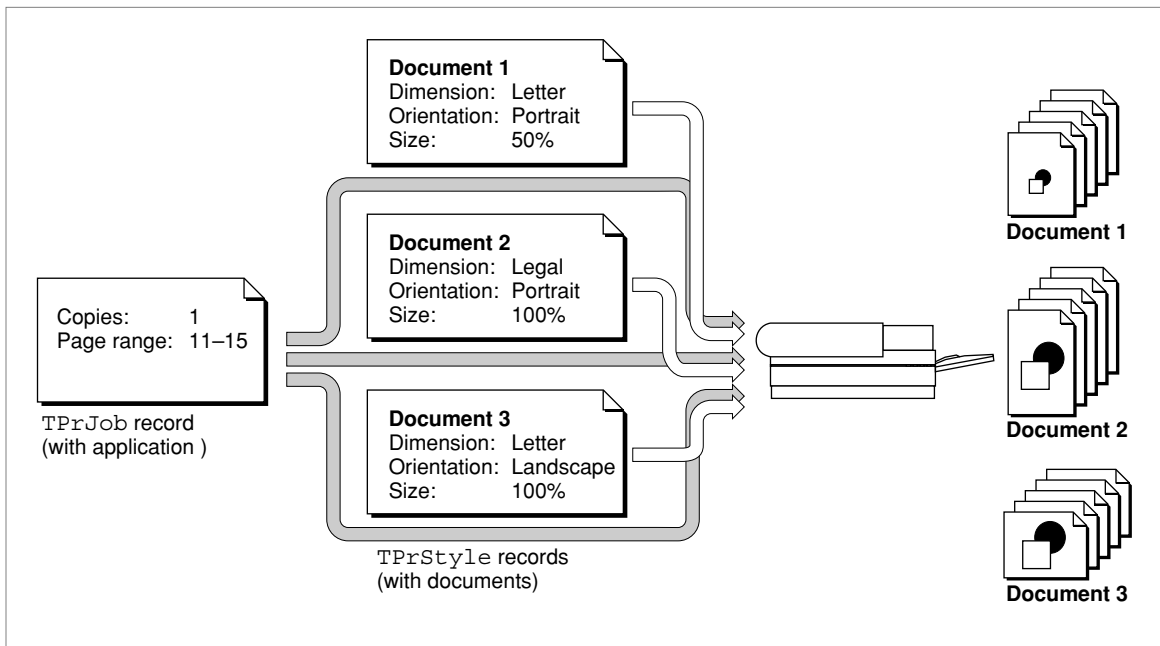 Document 1
Dimension: Letter
Orientation: Portrait
Size: 50%
Document 2
Dimension: Legal
Orientation: Portrait
Size: 100%
Document 3
Dimension: Letter
Orientation: Landscape
Size: 100%
Copies: 1
Page range: 11–15
TPrJob record
(with application )
TPrStyle records
(with documents)
Document 1
Document 2
Document 3